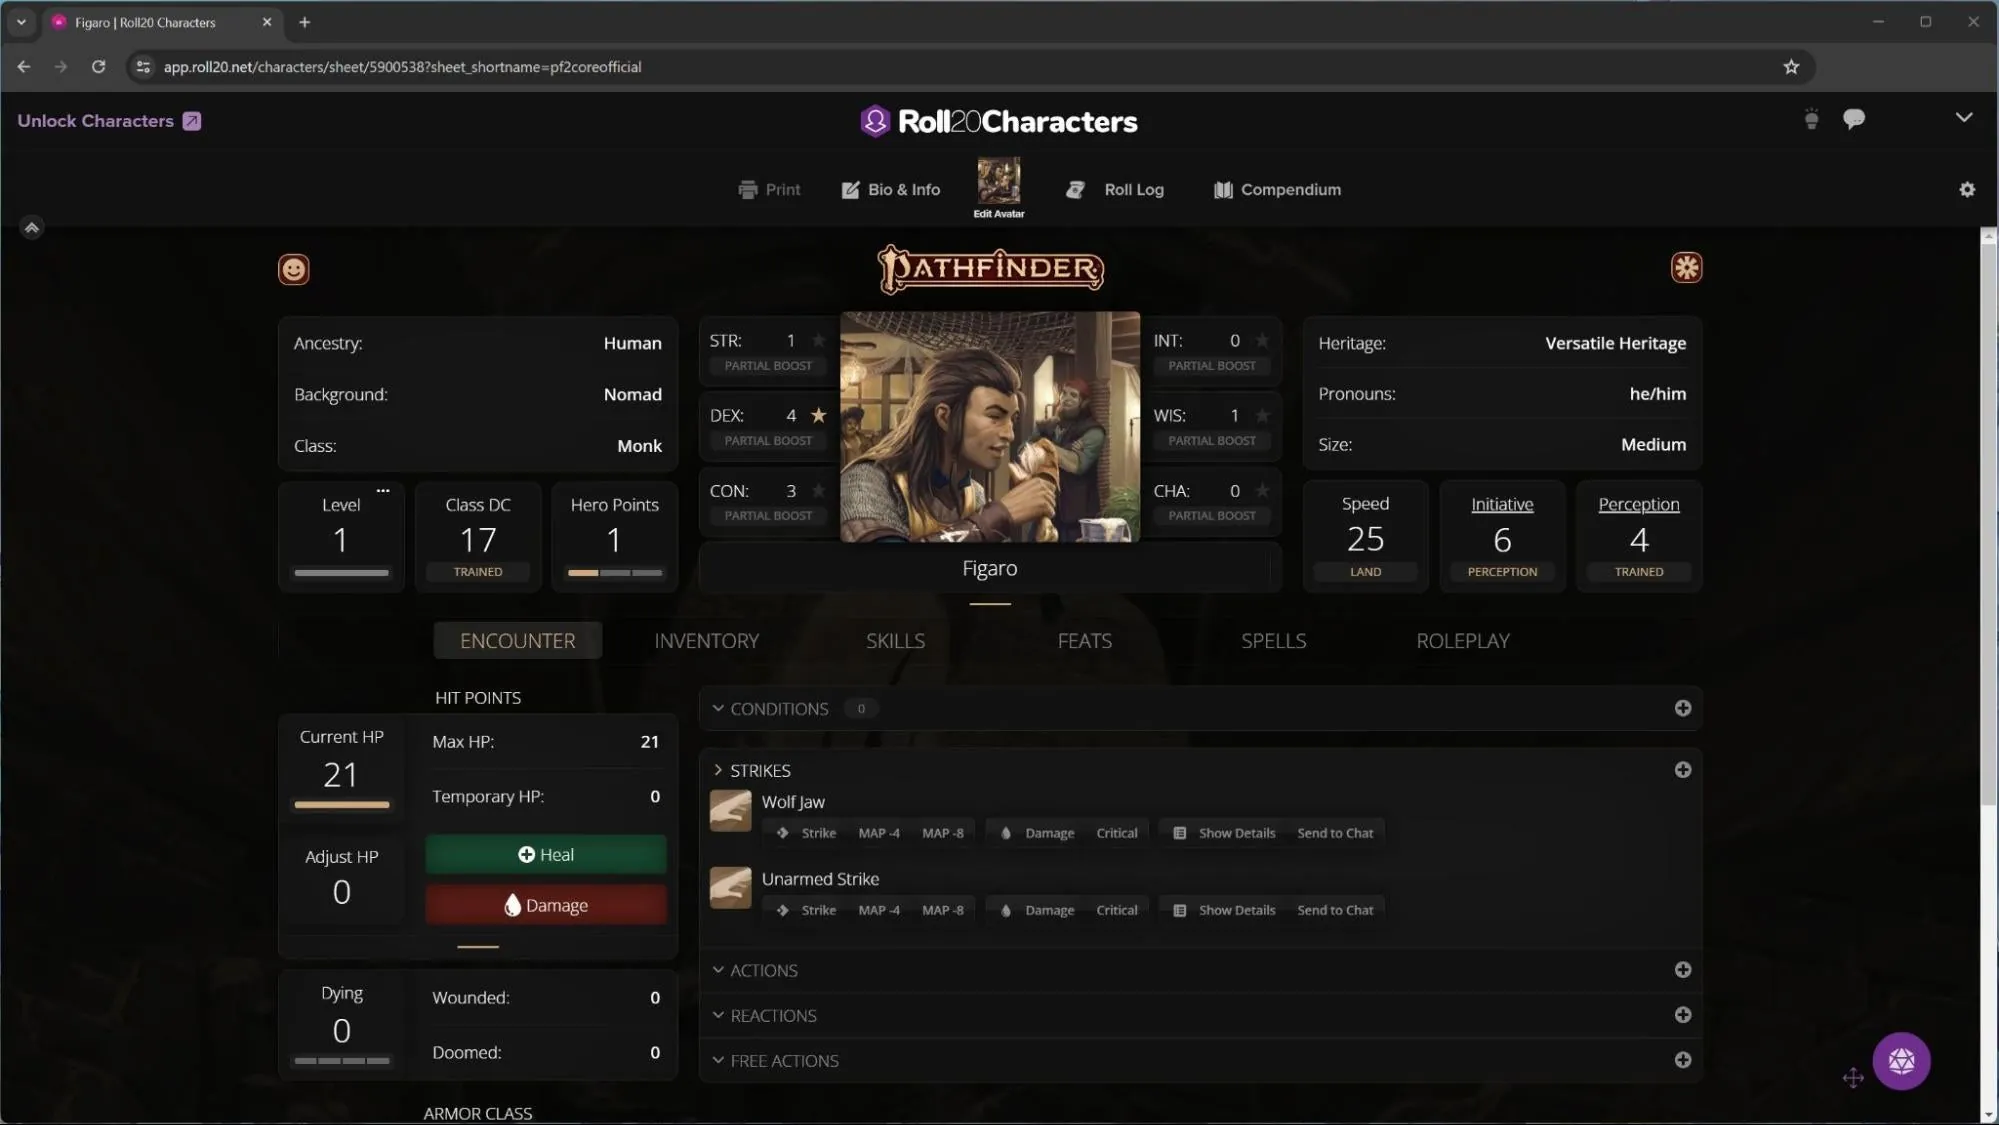 Figaro | Roll20 Characters
app.roll20.net/characters/sheet/5900538?sheet_shortname=pf2coreofficial
Unlock Characters
Roll20Characters
Print
Bio & Info
Edit Avatar
Roll Log
Compendium
PATHFINDER
Ancestry: Human
Background: Nomad
Class: Monk
Level
1
Class DC
17
TRAINED
Hero Points
1
STR: 1
PARTIAL BOOST
DEX: 4
PARTIAL BOOST
CON: 3
PARTIAL BOOST
INT: 0
PARTIAL BOOST
WIS: 1
PARTIAL BOOST
CHA: 0
PARTIAL BOOST
Figaro
Heritage: Versatile Heritage
Pronouns: he/him
Size: Medium
Speed
25
LAND
Initiative
6
PERCEPTION
Perception
4
TRAINED
ENCOUNTER INVENTORY SKILLS FEATS SPELLS ROLEPLAY
HIT POINTS
Current HP
21
Max HP: 21
Temporary HP: 0
Adjust HP
0
Heal
Damage
Dying
0
Wounded: 0
Doomed: 0
ARMOR CLASS
CONDITIONS 0
STRIKES
Wolf Jaw
Strike MAP -4 MAP -8 Damage Critical Show Details Send to Chat
Unarmed Strike
Strike MAP -4 MAP -8 Damage Critical Show Details Send to Chat
ACTIONS
REACTIONS
FREE ACTIONS